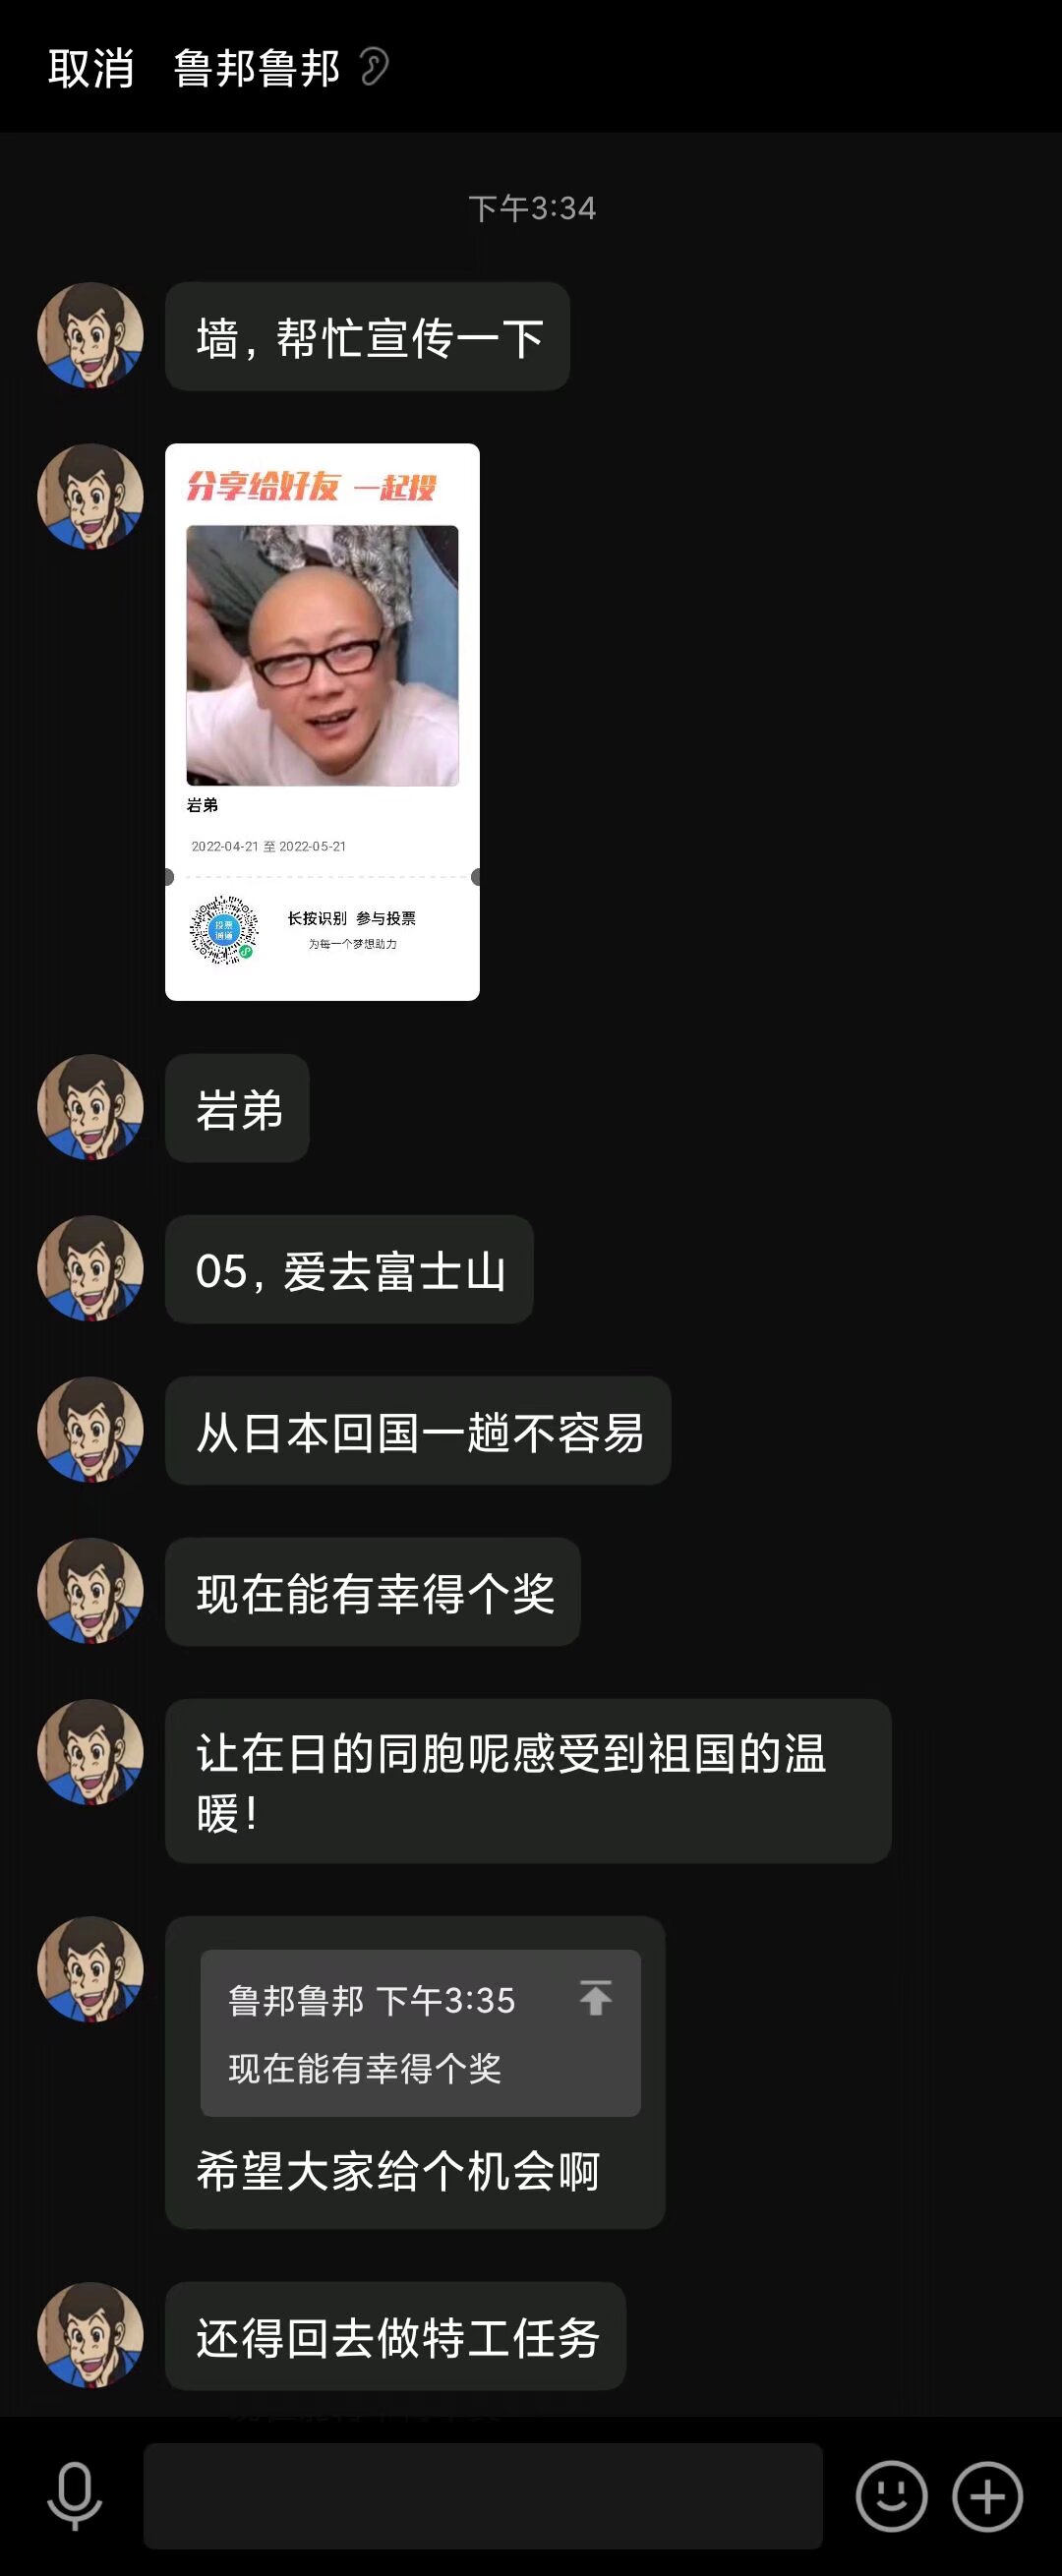 取消 鲁邦鲁邦
下午3:34
墙，帮忙宣传一下
分享给好友 一起投
岩弟
2022-04-21 至 2022-05-21
投票
通道
长按识别 参与投票
为每一个梦想助力
岩弟
05，爱去富士山
从日本回国一趟不容易
现在能有幸得个奖
让在日的同胞呢感受到祖国的温
暖！
鲁邦鲁邦 下午3:35
现在能有幸得个奖
希望大家给个机会啊
还得回去做特工任务